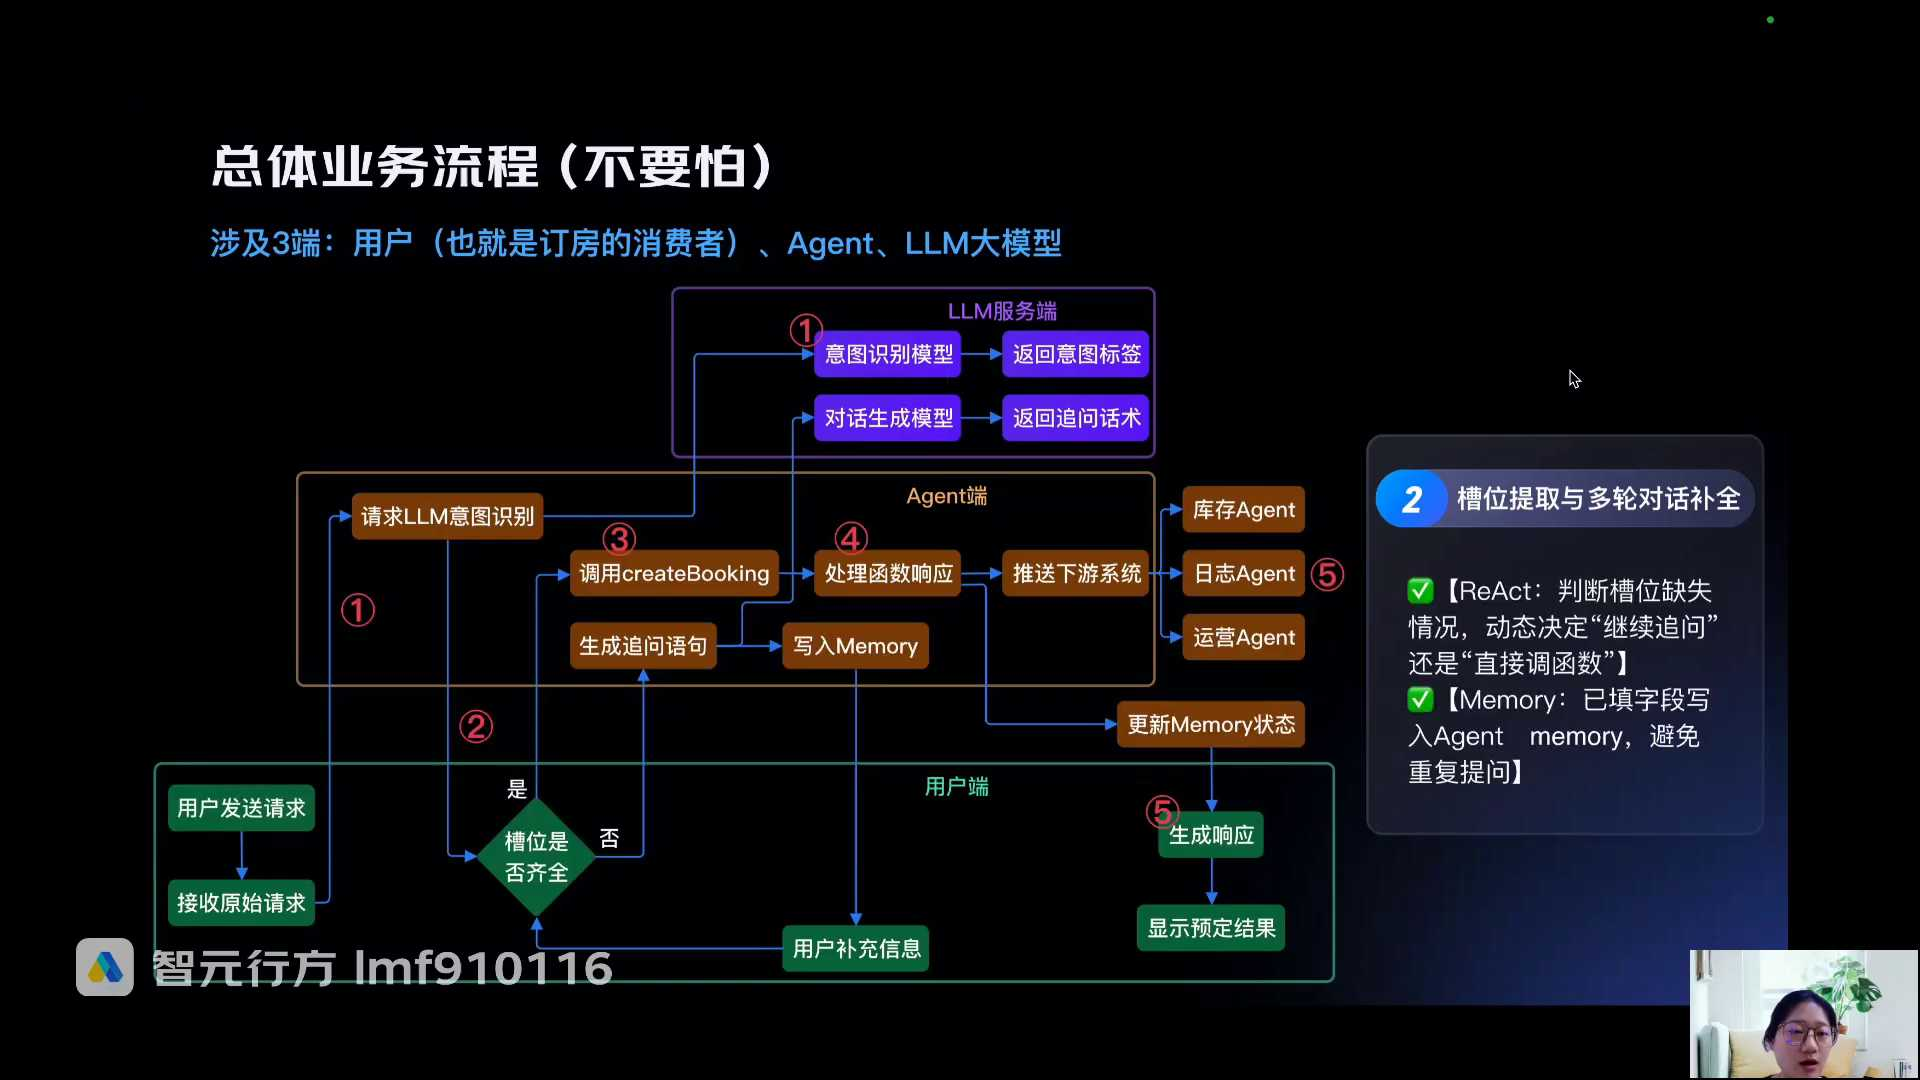 总体业务流程（不要怕）
涉及3端：用户（也就是订房的消费者）、Agent、LLM大模型
LLM服务端
①
意图识别模型
返回意图标签
对话生成模型
返回追问话术
Agent端
请求LLM意图识别
③
④
调用createBooking
处理函数响应
推送下游系统
库存Agent
日志Agent
⑤
运营Agent
①
生成追问语句
写入Memory
②
更新Memory状态
用户端
用户发送请求
接收原始请求
是
槽位是
否齐全
否
用户补充信息
⑤
生成响应
显示预定结果
2
槽位提取与多轮对话补全
✅【ReAct：判断槽位缺失
情况，动态决定“继续追问”
还是“直接调函数”】
✅【Memory：已填字段写
入Agent memory，避免
重复提问】
智元行方 lmf910116